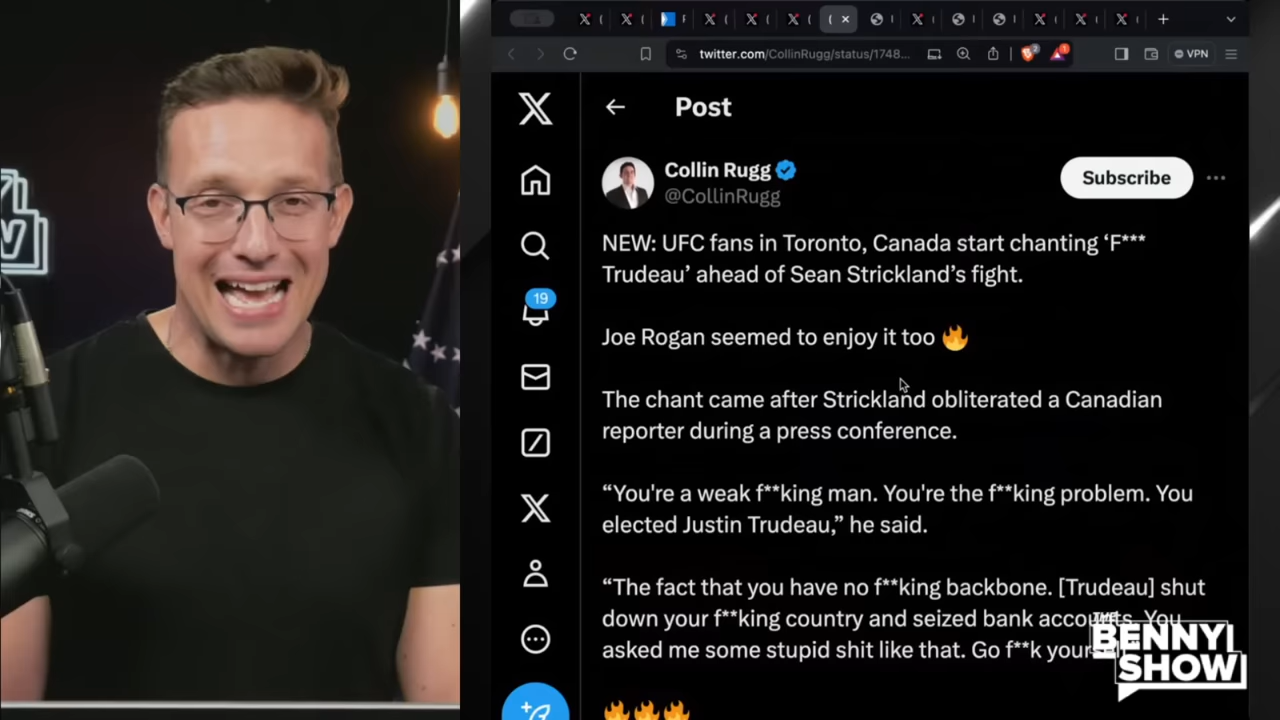 twitter.com/CollinRugg/status/1748...
VPN
Post
Collin Rugg
@CollinRugg
Subscribe
NEW: UFC fans in Toronto, Canada start chanting ‘F***
Trudeau’ ahead of Sean Strickland’s fight.
Joe Rogan seemed to enjoy it too 🔥
The chant came after Strickland obliterated a Canadian
reporter during a press conference.
“You're a weak f**king man. You're the f**king problem. You
elected Justin Trudeau,” he said.
“The fact that you have no f**king backbone. [Trudeau] shut
down your f**king country and seized bank accounts. You
asked me some stupid shit like that. Go f**k
🔥🔥🔥
19
THE
BENNY
SHOW